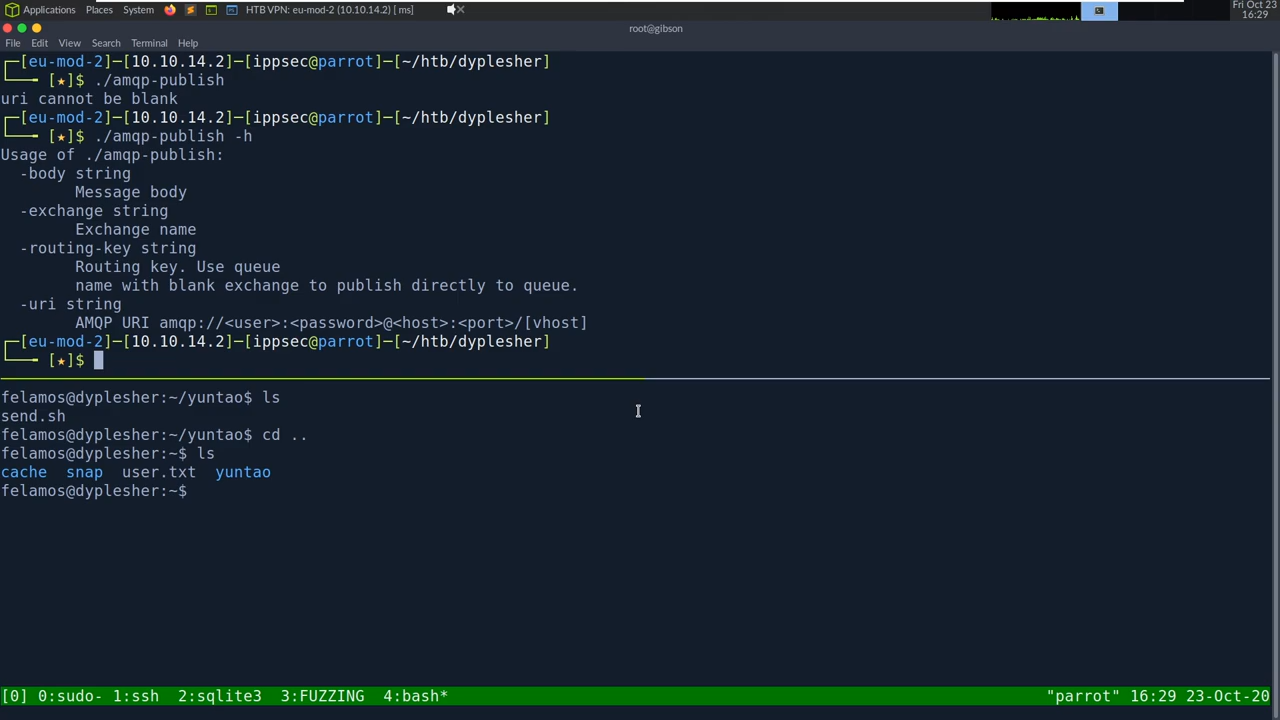 Applications Places System HTB VPN: eu-mod-2 (10.10.14.2) [ ms] Fri Oct 23
16:29
root@gibson
File Edit View Search Terminal Help
┌─[eu-mod-2]─[10.10.14.2]─[ippsec@parrot]─[~/htb/dyplesher]
└──╼ [★]$ ./amqp-publish
uri cannot be blank
┌─[eu-mod-2]─[10.10.14.2]─[ippsec@parrot]─[~/htb/dyplesher]
└──╼ [★]$ ./amqp-publish -h
Usage of ./amqp-publish:
  -body string
        Message body
  -exchange string
        Exchange name
  -routing-key string
        Routing key. Use queue
        name with blank exchange to publish directly to queue.
  -uri string
        AMQP URI amqp://<user>:<password>@<host>:<port>/[vhost]
┌─[eu-mod-2]─[10.10.14.2]─[ippsec@parrot]─[~/htb/dyplesher]
└──╼ [★]$
felamos@dyplesher:~/yuntao$ ls
send.sh
felamos@dyplesher:~/yuntao$ cd ..
felamos@dyplesher:~$ ls
cache  snap  user.txt  yuntao
felamos@dyplesher:~$
[0] 0:sudo- 1:ssh  2:sqlite3  3:FUZZING  4:bash* "parrot" 16:29 23-Oct-20